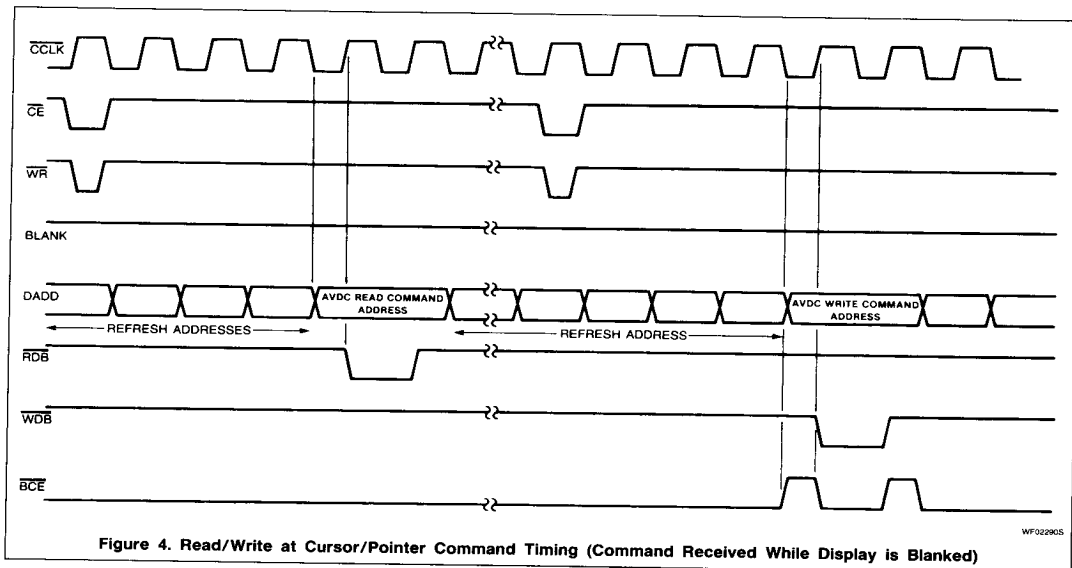 CCLK
CE
WR
BLANK
DADD
AVDC READ COMMAND
ADDRESS
AVDC WRITE COMMAND
ADDRESS
REFRESH ADDRESSES
REFRESH ADDRESS
RDB
WDB
BCE
WF02290S
Figure 4. Read/Write at Cursor/Pointer Command Timing (Command Received While Display is Blanked)